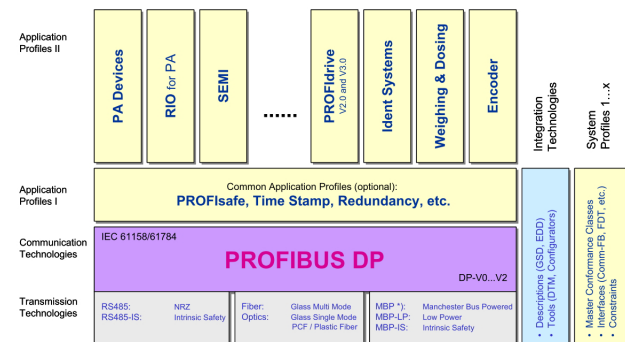 Application
Profiles II
PA Devices
RIO for PA
SEMI
......
PROFIdrive
V2.0 and V3.0
Ident Systems
Weighing & Dosing
Encoder
Integration
Technologies
System
Profiles 1...x
Application
Profiles I
Common Application Profiles (optional):
PROFIsafe, Time Stamp, Redundancy, etc.
Communication
Technologies
IEC 61158/61784
PROFIBUS DP
DP-V0...V2
Transmission
Technologies
RS485: NRZ
RS485-IS: Intrinsic Safety
Fiber: Glass Multi Mode
Optics: Glass Single Mode
PCF / Plastic Fiber
MBP *): Manchester Bus Powered
MBP-LP: Low Power
MBP-IS: Intrinsic Safety
• Descriptions (GSD, EDD)
• Tools (DTM, Configurators)
• Master Conformance Classes
• Interfaces (Comm-FB, FDT, etc.)
• Constraints